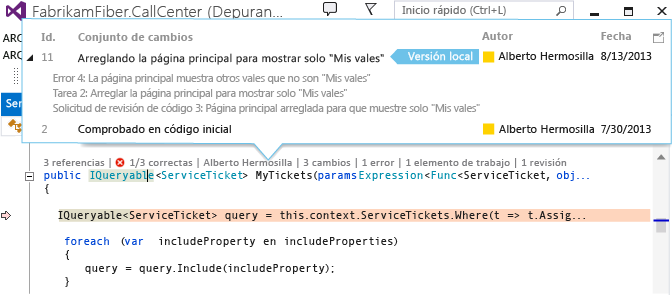 FabrikamFiber.CallCenter (Depuran...
Inicio rápido (Ctrl+L)
Id. Conjunto de cambios Autor Fecha
11 Arreglando la página principal para mostrar solo "Mis vales" Versión local Alberto Hermosilla 8/13/2013
Error 4: La página principal muestra otros vales que no son "Mis vales"
Tarea 2: Arreglar la página principal para mostrar solo "Mis vales"
Solicitud de revisión de código 3: Página principal arreglada para que muestre solo "Mis vales"
2 Comprobado en código inicial Alberto Hermosilla 7/30/2013
3 referencias | 1/3 correctas | Alberto Hermosilla | 3 cambios | 1 error | 1 elemento de trabajo | 1 revisión
public IQueryable<ServiceTicket> MyTickets(params Expression<Func<ServiceTicket, obj...
{
IQueryable<ServiceTicket> query = this.context.ServiceTickets.Where(t => t.Assig...
foreach (var includeProperty en includeProperties)
{
query = query.Include(includeProperty);
}